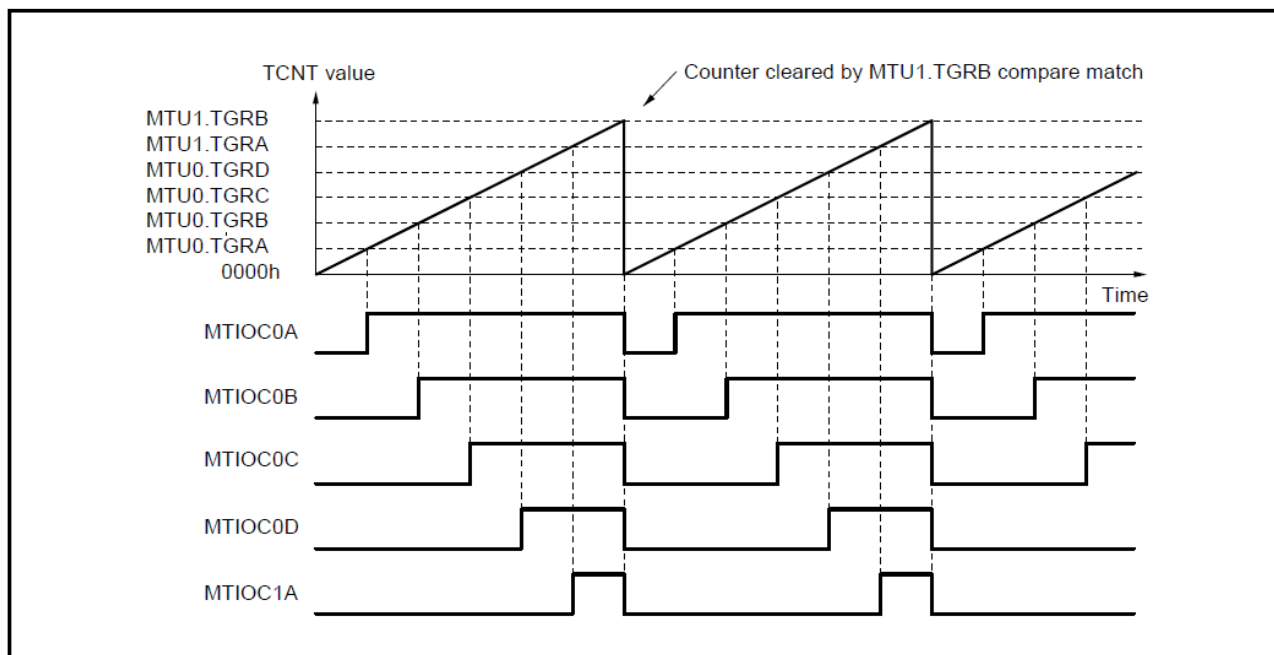 TCNT value
Counter cleared by MTU1.TGRB compare match
MTU1.TGRB
MTU1.TGRA
MTU0.TGRD
MTU0.TGRC
MTU0.TGRB
MTU0.TGRA
0000h
Time
MTIOC0A
MTIOC0B
MTIOC0C
MTIOC0D
MTIOC1A